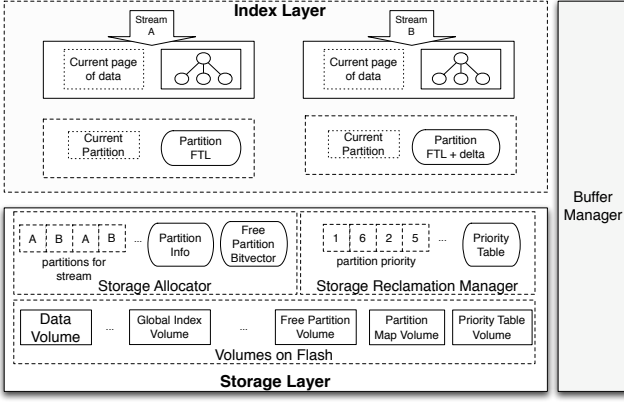 Index Layer
Stream
A
Stream
B
Current page
of data
Current page
of data
Current
Partition
Partition
FTL
Current
Partition
Partition
FTL + delta
Buffer
Manager
A B A B ...
partitions for
stream
Partition
Info
Free
Partition
Bitvector
Storage Allocator
1 6 2 5 ...
partition priority
Priority
Table
Storage Reclamation Manager
Data
Volume
...
Global Index
Volume
...
Free Partition
Volume
Partition
Map Volume
Priority Table
Volume
Volumes on Flash
Storage Layer